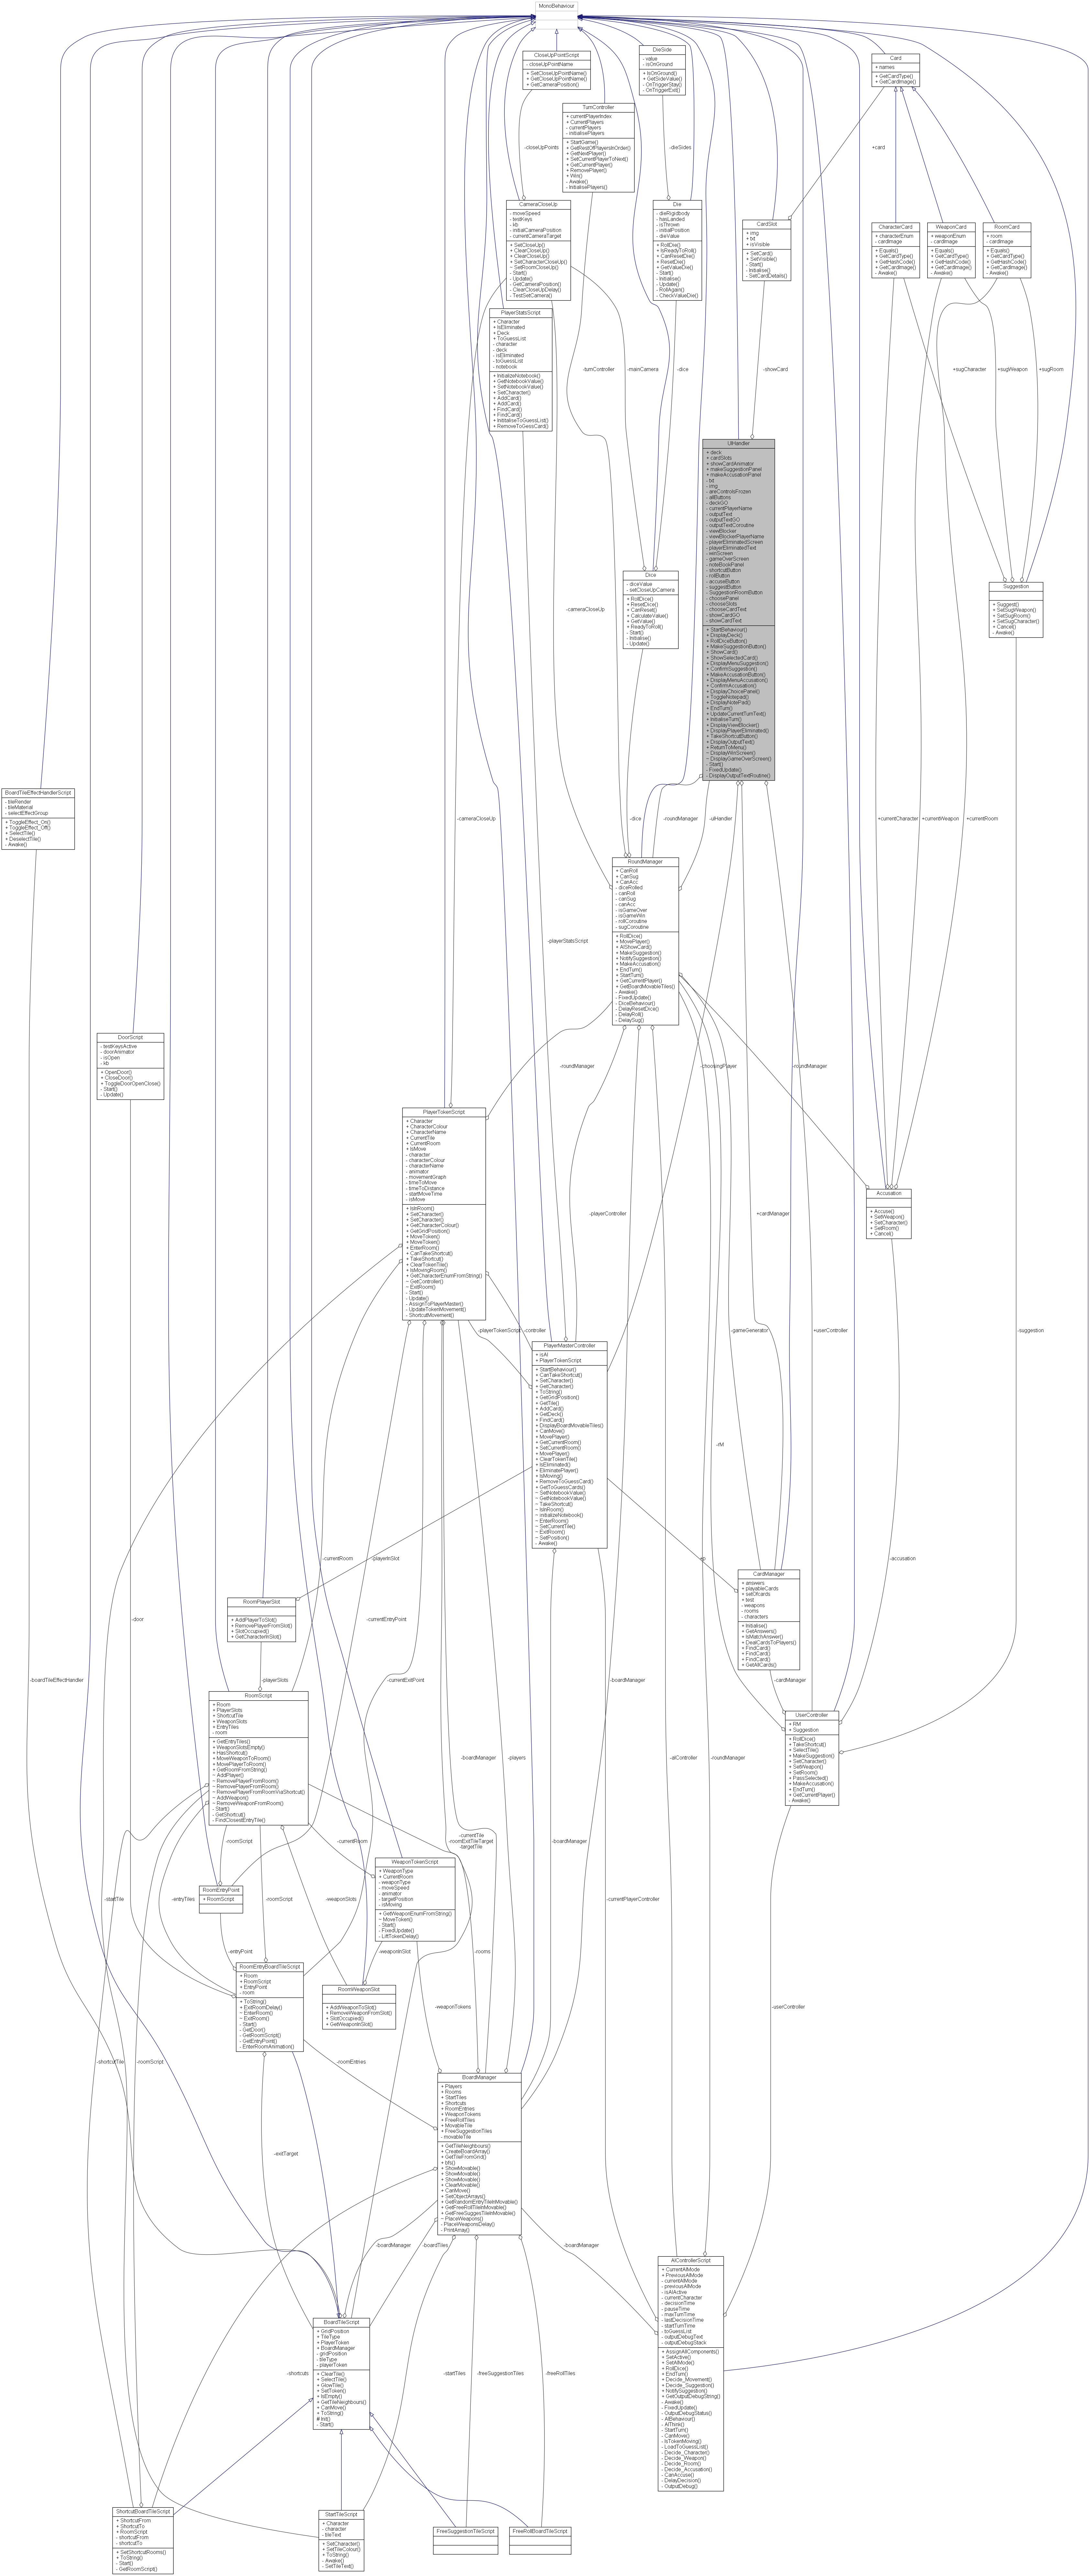 MonoBehaviour
CloseUpPointScript
- closeUpPointName
+ SetCloseUpPointName()
+ GetCloseUpPointName()
+ GetCameraPosition()
DieSide
- value
- isOnGround
+ IsOnGround()
+ GetSideValue()
- OnTriggerStay()
- OnTriggerExit()
Card
+ names
+ GetCardType()
+ GetCardImage()
TurnController
+ currentPlayerIndex
+ CurrentPlayers
- currentPlayers
- initialisePlayers
+ StartGame()
+ GetRestOfPlayersInOrder()
+ GetNextPlayer()
+ SetCurrentPlayerToNext()
+ GetCurrentPlayer()
+ RemovePlayer()
+ Win()
- Awake()
- InitialisePlayers()
-closeUpPoints
-dieSides
+card
CameraCloseUp
- moveSpeed
- testKeys
- kb
- initialCameraPosition
- currentCameraTarget
+ SetCloseUp()
+ ClearCloseUp()
+ ClearCloseUp()
+ SetCharacterCloseUp()
+ SetRoomCloseUp()
- Start()
- Update()
- GetCameraPosition()
- ClearCloseUpDelay()
- TestSetCamera()
Die
- dieRigidbody
- hasLanded
- isThrown
- initialPosition
- dieValue
+ RollDie()
+ IsReadyToRoll()
+ CanResetDie()
+ ResetDie()
+ GetValueDie()
- Start()
- Initialise()
- Update()
- RollAgain()
- CheckValueDie()
CardSlot
+ img
+ txt
+ isVisible
+ SetCard()
+ SetVisible()
- Start()
- Initialise()
- SetCardDetails()
CharacterCard
+ characterEnum
- cardImage
+ Equals()
+ GetCardType()
+ GetHashCode()
+ GetCardImage()
- Awake()
WeaponCard
+ weaponEnum
- cardImage
+ Equals()
+ GetCardType()
+ GetHashCode()
+ GetCardImage()
- Awake()
RoomCard
+ room
- cardImage
+ Equals()
+ GetCardType()
+ GetHashCode()
+ GetCardImage()
- Awake()
PlayerStatsScript
+ Character
+ IsEliminated
+ Deck
+ ToGuessList
- character
- deck
- isEliminated
- toGuessList
- notebook
+ InitializeNotebook()
+ GetNotebookValue()
+ SetNotebookValue()
+ SetCharacter()
+ AddCard()
+ AddCard()
+ FindCard()
+ FindCard()
+ InititaliseToGuessList()
+ RemoveToGessCard()
-turnController
-mainCamera
-dice
-showCard
+sugCharacter
+sugWeapon
+sugRoom
UIHandler
+ deck
+ cardSlots
+ showCardAnimator
+ makeSuggestionPanel
+ makeAccusationPanel
- txt
- img
- areControlsFrozen
- allButtons
- deckGO
- currentPlayerName
- outputText
- outputTextGO
- outputTextCoroutine
- viewBlocker
- viewBlockerPlayerName
- playerEliminatedScreen
- playerEliminatedText
- winScreen
- gameOverScreen
- noteBookPanel
- shortcutButton
- rollButton
- accuseButton
- suggestButton
- SuggestionRoomButton
- choosePanel
- chooseSlots
- chooseCardText
- showCardGO
- showCardText
+ StartBehaviour()
+ DisplayDeck()
+ RollDiceButton()
+ MakeSuggestionButton()
+ ShowCard()
+ ShowSelectedCard()
+ DisplayMenuSuggestion()
+ ConfirmSuggestion()
+ MakeAccusationButton()
+ DisplayMenuAccusation()
+ ConfirmAccusation()
+ DisplayChoicePanel()
+ ToggleNotepad()
+ DisplayNotePad()
+ EndTurn()
+ UpdateCurrentTurnText()
+ InitialiseTurn()
+ DisplayViewBlocker()
+ DisplayPlayerEliminated()
+ TakeShortcutButton()
+ DisplayOutputText()
+ ReturnToMenu()
~ DisplayWinScreen()
~ DisplayGameOverScreen()
- Start()
- FixedUpdate()
- DisplayOutputTextRoutine()
Dice
- diceValue
- setCloseUpCamera
+ RollDice()
+ ResetDice()
+ CanReset()
+ CalculateValue()
+ GetValue()
+ ReadyToRoll()
- Start()
- Initialise()
- Update()
Suggestion
+ Suggest()
+ SetSugWeapon()
+ SetSugRoom()
+ SetSugCharacter()
+ Cancel()
- Awake()
-cameraCloseUp
BoardTileEffectHandlerScript
- tileRender
- tileMaterial
- selectEffectGroup
+ ToggleEffect_On()
+ ToggleEffect_Off()
+ SelectTile()
+ DeselectTile()
- Awake()
-cameraCloseUp
-dice
-roundManager
-uiHandler
+currentCharacter
+currentWeapon
+currentRoom
RoundManager
+ CanRoll
+ CanSug
+ CanAcc
- diceRolled
- canRoll
- canSug
- canAcc
- isGameOver
- isGameWin
- rollCoroutine
- sugCoroutine
+ RollDice()
+ MovePlayer()
+ AIShowCard()
+ MakeSuggestion()
+ NotifySuggestion()
+ MakeAccusation()
+ EndTurn()
+ StartTurn()
+ GetCurrentPlayer()
+ GetBoardMovableTiles()
- Awake()
- FixedUpdate()
- DiceBehaviour()
- DelayResetDice()
- DelayRoll()
- DelaySug()
-playerStatsScript
DoorScript
- testKeysActive
- doorAnimator
- isOpen
- kb
+ OpenDoor()
+ CloseDoor()
+ ToggleDoorOpenClose()
- Start()
- Update()
-roundManager
-choosingPlayer
-roundManager
PlayerTokenScript
+ Character
+ CharacterColour
+ CharacterName
+ CurrentTile
+ CurrentRoom
+ IsMove
- character
- characterColour
- characterName
- animator
- movementGraph
- timeToMove
- timeToDistance
- startMoveTime
- isMove
+ IsInRoom()
+ SetCharacter()
+ SetCharacter()
+ GetCharacterColour()
+ GetGridPosition()
+ MoveToken()
+ MoveToken()
+ EnterRoom()
+ CanTakeShortcut()
+ TakeShortcut()
+ ClearTokenTile()
+ IsMovingRoom()
+ GetCharacterEnumFromString()
~ GetController()
~ ExitRoom()
- Start()
- Update()
- AssignToPlayerMaster()
- UpdateTokenMovement()
- ShortcutMovement()
-playerController
+cardManager
Accusation
+ Accuse()
+ SetWeapon()
+ SetCharacter()
+ SetRoom()
+ Cancel()
-playerTokenScript
-controller
-gameGenerator
+userController
-suggestion
PlayerMasterController
+ isAI
+ PlayerTokenScript
+ StartBehaviour()
+ CanTakeShortcut()
+ SetCharacter()
+ GetCharacter()
+ ToString()
+ GetGridPosition()
+ GetTile()
+ AddCard()
+ GetDeck()
+ FindCard()
+ DisplayBoardMovableTiles()
+ CanMove()
+ MovePlayer()
+ GetCurrentRoom()
+ SetCurrentRoom()
+ MovePlayer()
+ ClearTokenTile()
+ IsEliminated()
+ EliminatePlayer()
+ IsMoving()
+ RemoveToGuessCard()
+ GetToGuessCards()
~ SetNotebookValue()
~ GetNotebookValue()
~ TakeShortcut()
~ IsInRoom()
~ initializeNotebook()
~ EnterRoom()
~ SetCurrentTile()
~ ExitRoom()
~ SetPosition()
- Awake()
-rM
-currentRoom
-playerInSlot
-accusation
CardManager
+ answers
+ playableCards
+ setOfcards
+ test
- weapons
- rooms
- characters
+ Initialise()
+ GetAnswers()
+ IsMatchAnswer()
+ DealCardsToPlayers()
+ FindCard()
+ FindCard()
+ FindCard()
+ GetAllCards()
RoomPlayerSlot
+ AddPlayerToSlot()
+ RemovePlayerFromSlot()
+ SlotOccupied()
+ GetCharacterInSlot()
-door
-currentEntryPoint
-boardTileEffectHandler
-playerSlots
-currentExitPoint
-boardManager
-cardManager
RoomScript
+ Room
+ PlayerSlots
+ ShortcutTile
+ WeaponSlots
+ EntryTiles
- room
+ GetEntryTiles()
+ WeaponSlotsEmpty()
+ HasShortcut()
+ MoveWeaponToRoom()
+ MovePlayerToRoom()
+ GetRoomFromString()
~ AddPlayer()
~ RemovePlayerFromRoom()
~ RemovePlayerFromRoom()
~ RemovePlayerFromRoomViaShortcut()
~ AddWeapon()
~ RemoveWeaponFromRoom()
- Start()
- GetShortcut()
- FindClosestEntryTile()
UserController
+ RM
+ Suggestion
+ RollDice()
+ TakeShortcut()
+ SelectTile()
+ MakeSuggestion()
+ SetCharacter()
+ SetWeapon()
+ SetRoom()
+ PassSelected()
+ MakeAccusation()
+ EndTurn()
+ GetCurrentPlayer()
- Awake()
-boardManager
-players
-aiController
-roundManager
-roomScript
-currentRoom
-currentTile
-roomExitTileTarget
-targetTile
-boardManager
WeaponTokenScript
+ WeaponType
+ CurrentRoom
- weaponType
- moveSpeed
- animator
- targetPosition
- isMoving
+ GetWeaponEnumFromString()
~ MoveToken()
- Start()
- FixedUpdate()
- LiftTokenDelay()
RoomEntryPoint
+ RoomScript
-startTile
-entryTiles
-roomScript
-weaponSlots
-currentPlayerController
-entryPoint
-weaponInSlot
-rooms
RoomEntryBoardTileScript
+ Room
+ RoomScript
+ EntryPoint
- room
+ ToString()
+ ExitRoomDelay()
~ EnterRoom()
~ ExitRoom()
- Start()
- GetDoor()
- GetRoomScript()
- GetEntryPoint()
- EnterRoomAnimation()
RoomWeaponSlot
+ AddWeaponToSlot()
+ RemoveWeaponFromSlot()
+ SlotOccupied()
+ GetWeaponInSlot()
-weaponTokens
-userController
-shortcutTile
-roomScript
-roomEntries
BoardManager
+ Players
+ Rooms
+ StartTiles
+ Shortcuts
+ RoomEntries
+ WeaponTokens
+ FreeRollTiles
+ MovableTile
+ FreeSuggestionTiles
- movableTile
+ GetTileNeighbours()
+ CreateBoardArray()
+ GetTileFromGrid()
+ bfs()
+ ShowMovable()
+ ShowMovable()
+ ShowMovable()
+ ClearMovable()
+ CanMove()
+ SetObjectArrays()
+ GetRandomEntryTileInMovable()
+ GetFreeRollTileInMovable()
+ GetFreeSuggesTileInMovable()
~ PlaceWeapons()
- PlaceWeaponsDelay()
- PrintArray()
-exitTarget
-boardManager
-boardTiles
-boardManager
AIControllerScript
+ CurrentAIMode
+ PreviousAIMode
- currentAIMode
- previousAIMode
- isAIActive
- currentCharacter
- decisionTime
- pauseTime
- maxTurnTime
- lastDecisionTime
- startTurnTime
- toGuessList
- outputDebugText
- outputDebugStack
+ AssignAllComponents()
+ SetActive()
+ SetAIMode()
+ RollDice()
+ EndTurn()
+ Decide_Movement()
+ Decide_Suggestion()
+ NotifySuggestion()
+ GetOutputDebugString()
- Awake()
- FixedUpdate()
- OutputDebugStatus()
- AIBehaviour()
- AIThink()
- StartTurn()
- CanMove()
- IsTokenMoving()
- LoadToGuessList()
- Decide_Character()
- Decide_Weapon()
- Decide_Room()
- Decide_Accusation()
- CanAccuse()
- DelayDecision()
- OutputDebug()
BoardTileScript
+ GridPosition
+ TileType
+ PlayerToken
+ BoardManager
- gridPosition
- tileType
- playerToken
+ ClearTile()
+ SelectTile()
+ GlowTile()
+ SetToken()
+ IsEmpty()
+ GetTileNeighbours()
+ CanMove()
+ ToString()
# Init()
- Start()
-shortcuts
-startTiles
-freeSuggestionTiles
-freeRollTiles
ShortcutBoardTileScript
+ ShortcutFrom
+ ShortcutTo
+ RoomScript
- shortcutFrom
- shortcutTo
+ SetShortcutRooms()
+ ToString()
- Start()
- GetRoomScript()
StartTileScript
+ Character
- character
- tileText
+ SetCharacter()
+ SetTileColour()
+ ToString()
- Awake()
- SetTileText()
FreeSuggestionTileScript
FreeRollBoardTileScript